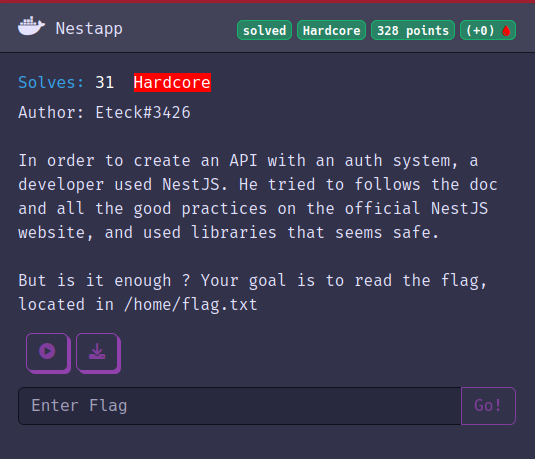 Nestapp
solved Hardcore 328 points (+0)
Solves: 31 Hardcore
Author: Eteck#3426
In order to create an API with an auth system, a
developer used NestJS. He tried to follows the doc
and all the good practices on the official NestJS
website, and used libraries that seems safe.
But is it enough ? Your goal is to read the flag,
located in /home/flag.txt
Enter Flag Go!